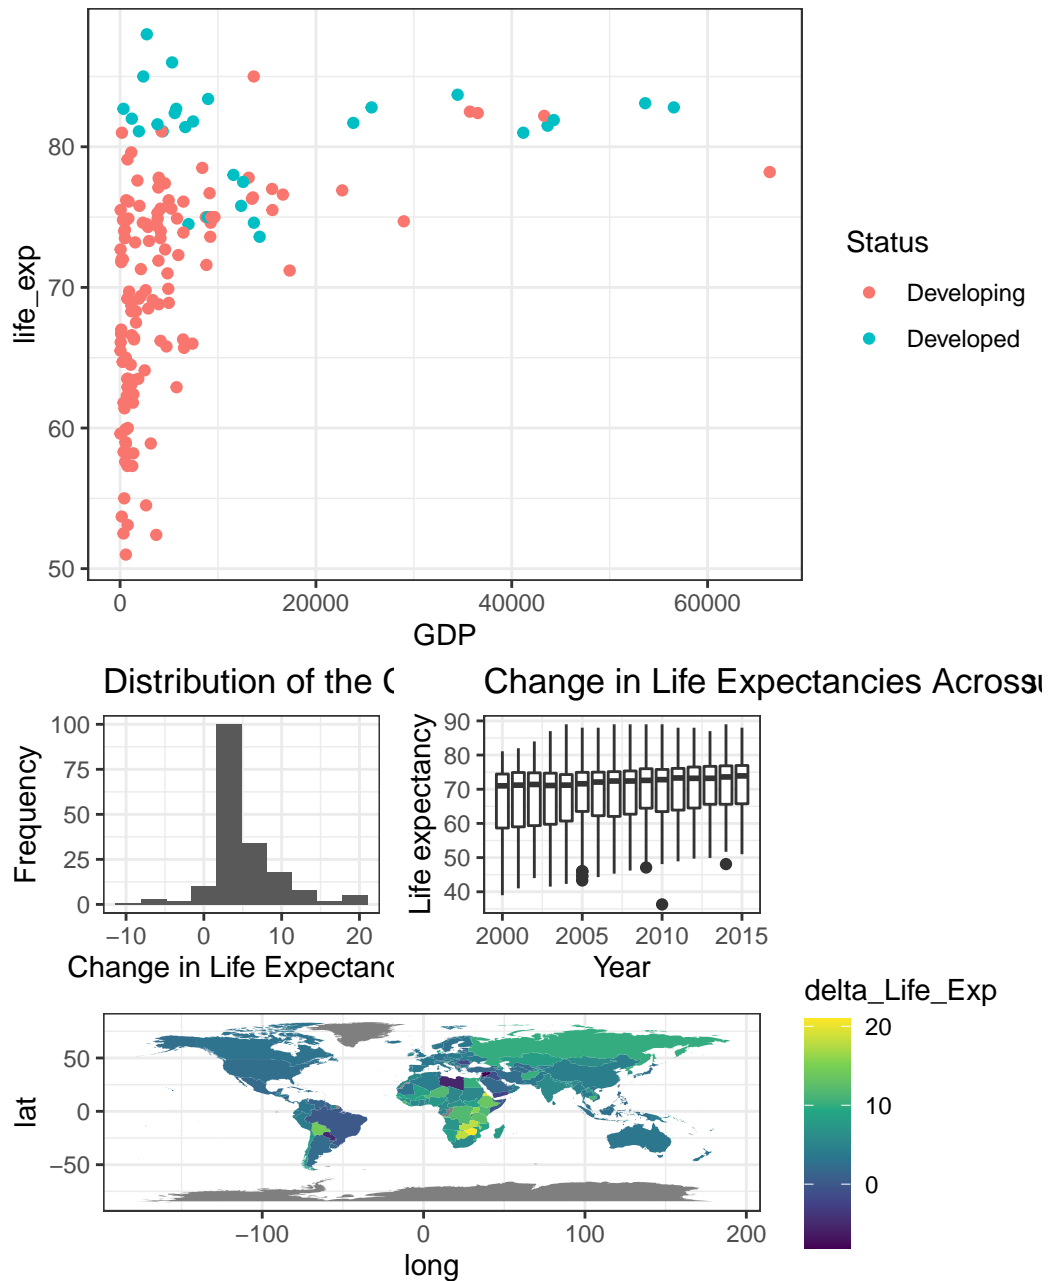 80
70
60
50
life_exp
0 20000 40000 60000
GDP
Status
Developing
Developed
Distribution of the
Change in Life Expectancies Across
100
75
50
25
0
Frequency
−10 0 10 20
Change in Life
90
80
70
60
50
40
Life expectancy
2000 2005 2010 2015
Year
50
0
−50
lat
−100 0 100 200
long
delta_Life_Exp
20
10
0